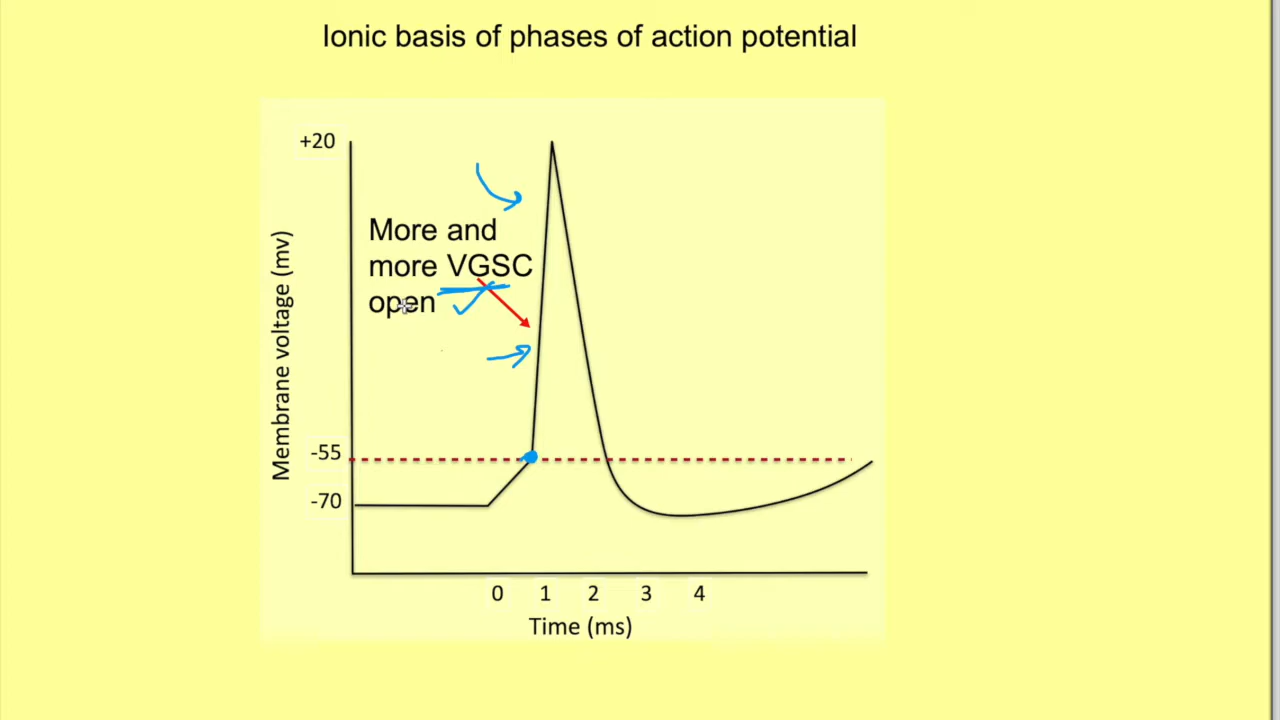 Ionic basis of phases of action potential
+20
More and
more VGSC
open
Membrane voltage (mv)
-55
-70
0 1 2 3 4
Time (ms)